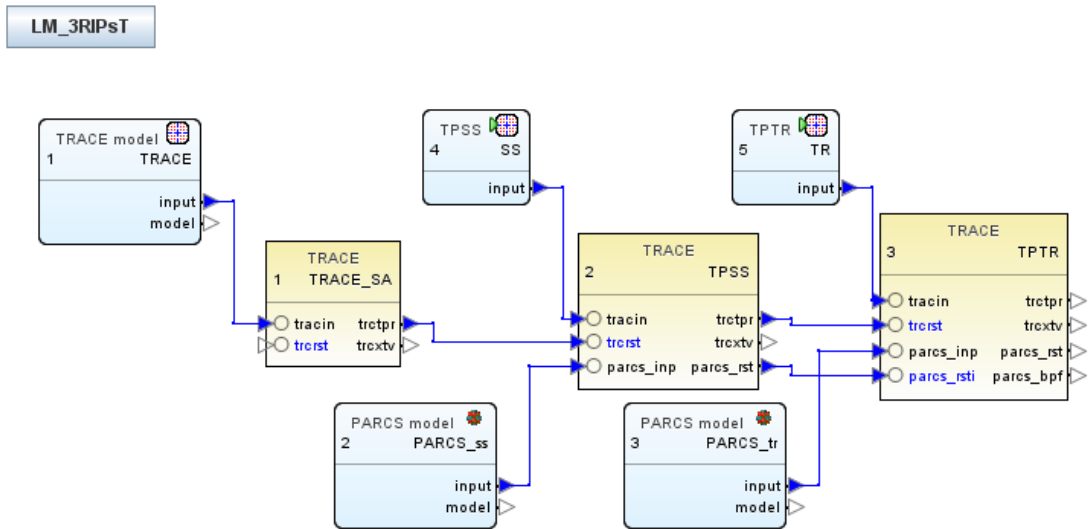 LM_3RIPsT
TRACE model
1 TRACE
input
model
TPSS
4 SS
input
TPTR
5 TR
input
TRACE
1 TRACE_SA
tracin trctpr
trcrst trcxtv
TRACE
2 TPSS
tracin trctpr
trcrst trcxtv
parcs_inp parcs_rst
TRACE
3 TPTR
tracin trctpr
trcrst trcxtv
parcs_inp parcs_rst
parcs_rsti parcs_bpf
PARCS model
2 PARCS_ss
input
model
PARCS model
3 PARCS_tr
input
model